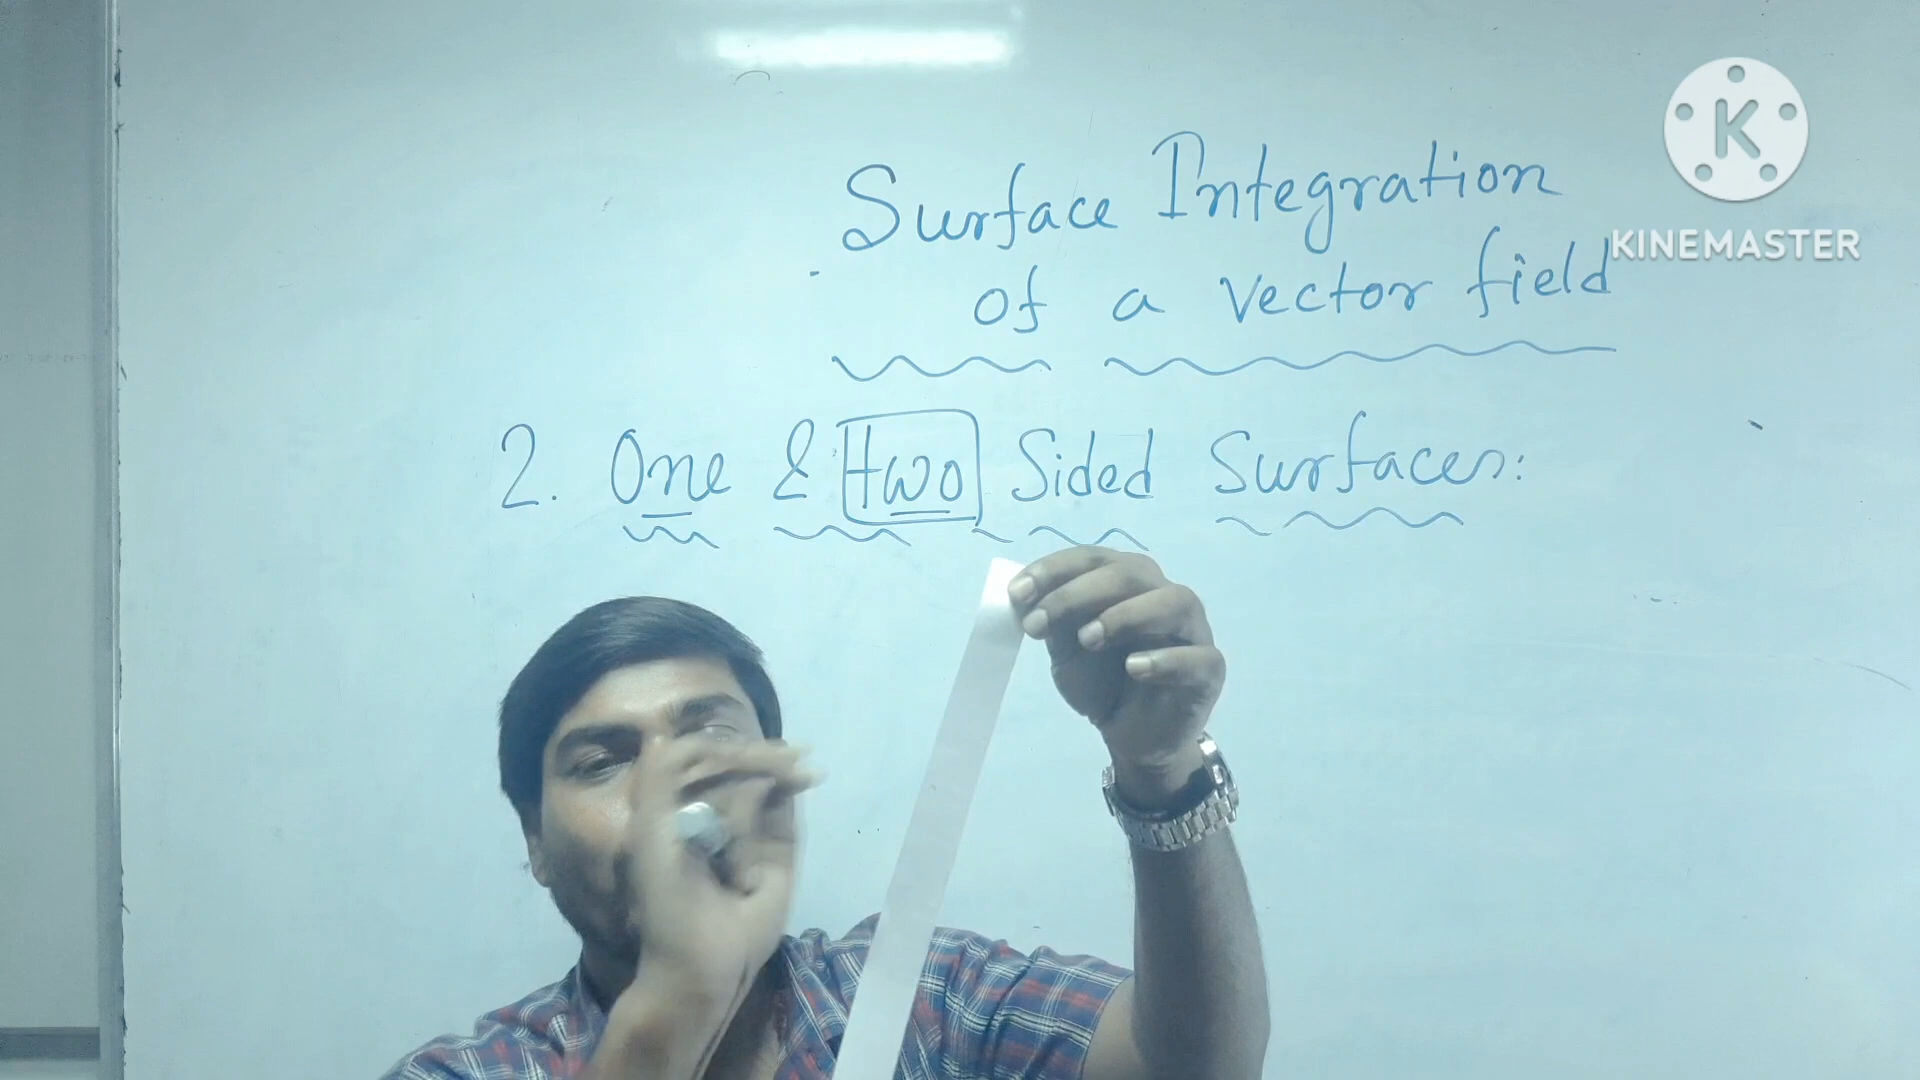 Surface Integration
of a vector field
2. One & two Sided Surfaces:
K
KINEMASTER